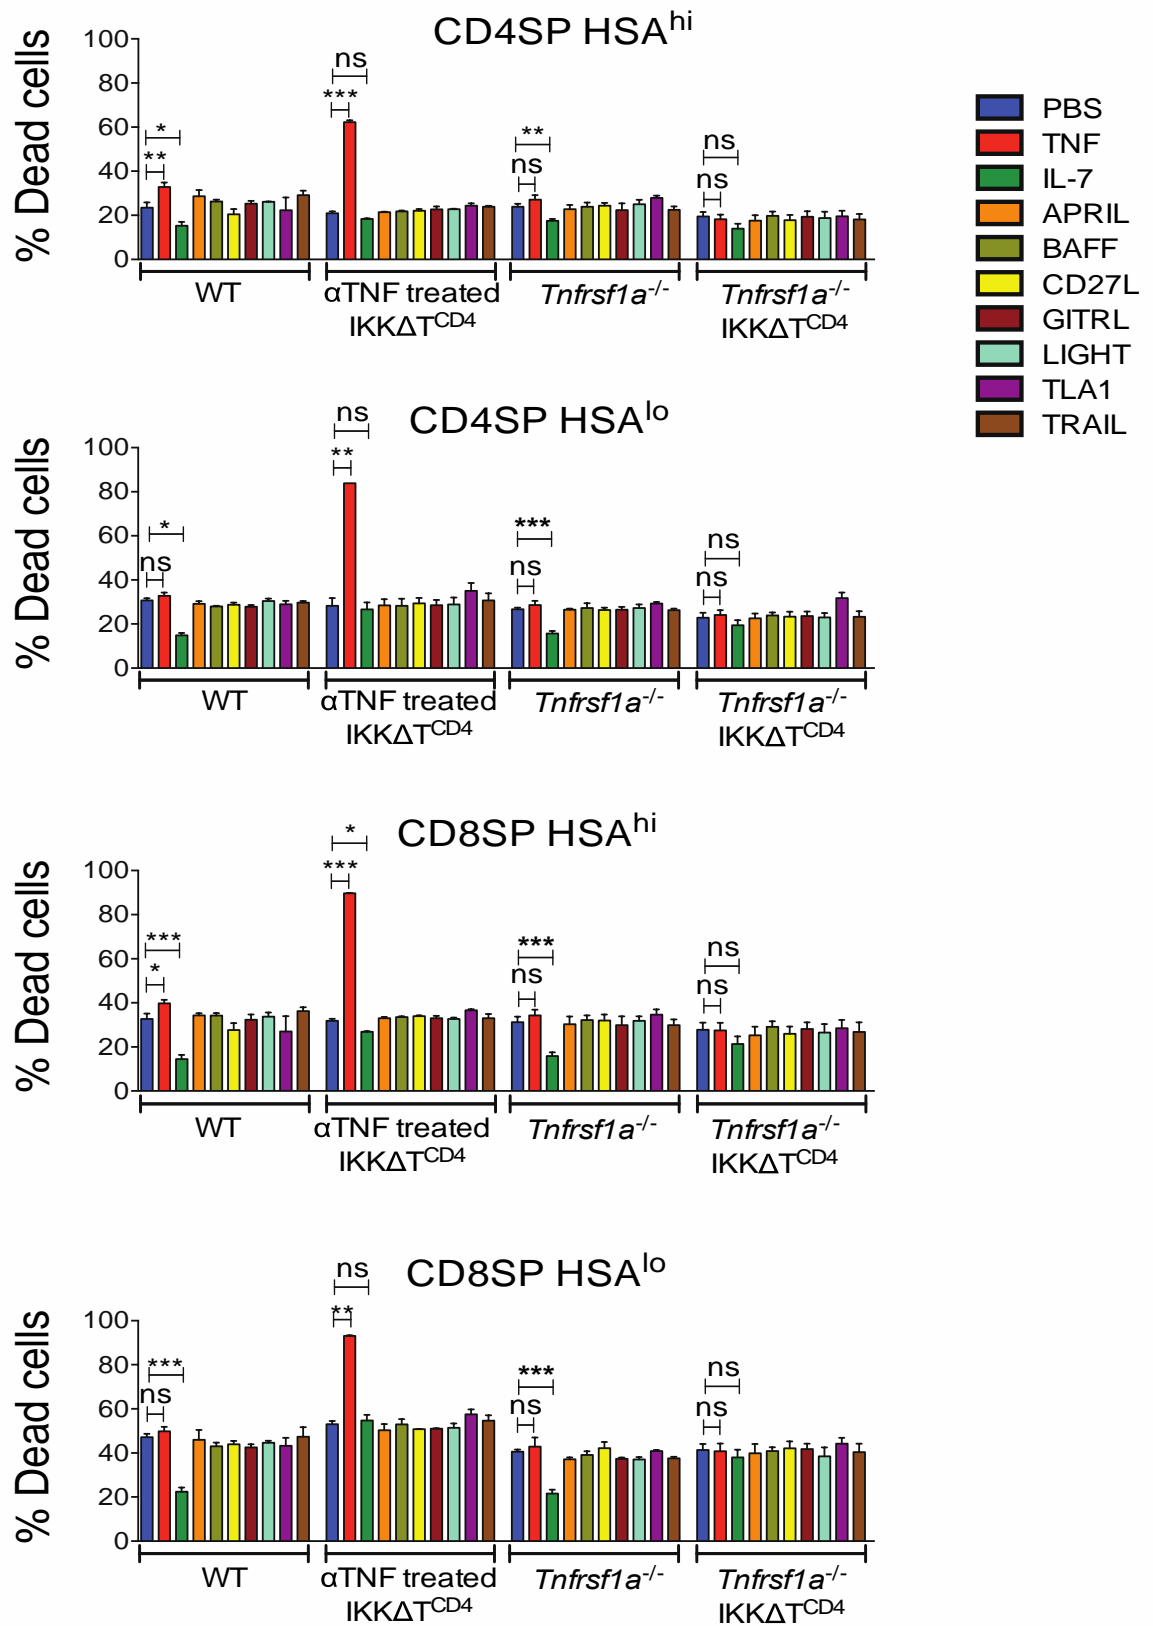 CD4SP HSAhi
% Dead cells
100
80
60
40
20
0
* ** ns *** ** ns ns ns
WT
αTNF treated
IKKΔTCD4
Tnfrsf1a-/-
Tnfrsf1a-/-
IKKΔTCD4
PBS
TNF
IL-7
APRIL
BAFF
CD27L
GITRL
LIGHT
TLA1
TRAIL
CD4SP HSAlo
% Dead cells
100
80
60
40
20
0
* ns ns ** *** ns ns ns
WT
αTNF treated
IKKΔTCD4
Tnfrsf1a-/-
Tnfrsf1a-/-
IKKΔTCD4
CD8SP HSAhi
% Dead cells
100
80
60
40
20
0
*** * * *** *** ns ns ns
WT
αTNF treated
IKKΔTCD4
Tnfrsf1a-/-
Tnfrsf1a-/-
IKKΔTCD4
CD8SP HSAlo
% Dead cells
100
80
60
40
20
0
*** ns ns ** *** ns ns ns
WT
αTNF treated
IKKΔTCD4
Tnfrsf1a-/-
Tnfrsf1a-/-
IKKΔTCD4